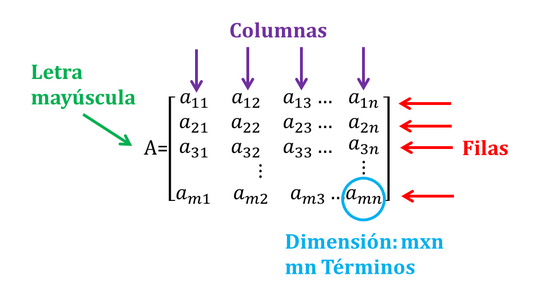 Columnas
Letra
mayúscula
a₁₁ a₁₂ a₁₃ … a₁ₙ
a₂₁ a₂₂ a₂₃ … a₂ₙ
A= a₃₁ a₃₂ a₃₃ … a₃ₙ
⋮ ⋮
aₘ₁ aₘ₂ aₘ₃ … aₘₙ
Filas
Dimensión: mxn
mn Términos